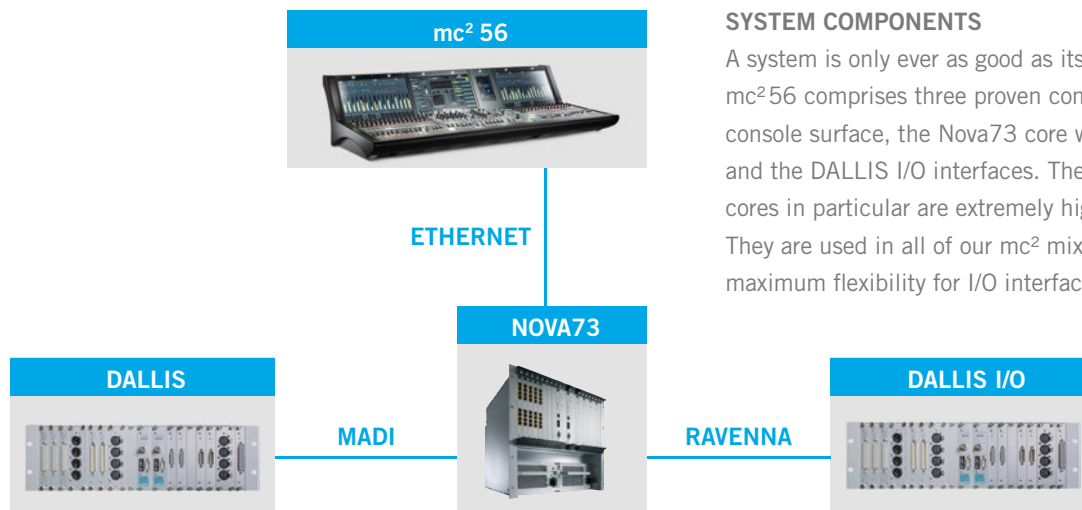 mc² 56
SYSTEM COMPONENTS
A system is only ever as good as its
mc² 56 comprises three proven con
console surface, the Nova73 core w
and the DALLIS I/O interfaces. The
cores in particular are extremely hig
They are used in all of our mc² mix
maximum flexibility for I/O interfac
ETHERNET
NOVA73
DALLIS
MADI
RAVENNA
DALLIS I/O